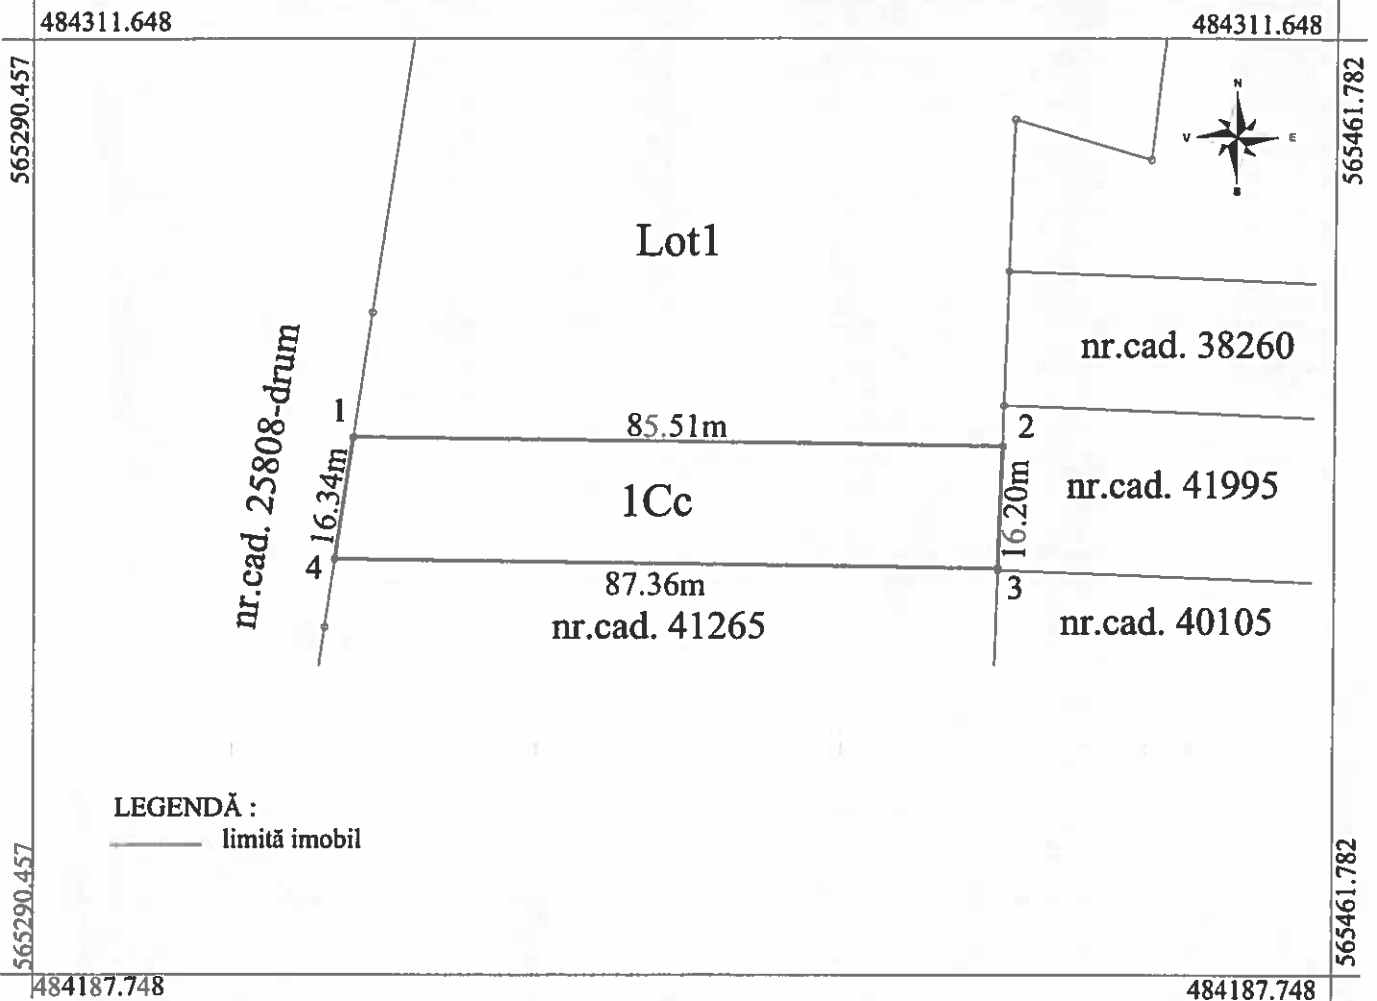 484311.648
484311.648
565290.457
565461.782
N
V
E
S
Lot1
nr.cad. 25808-drum
nr.cad. 38260
1
85.51m
2
16.34m
1Cc
16.20m
nr.cad. 41995
4
87.36m
3
nr.cad. 41265
nr.cad. 40105
LEGENDĂ :
limită imobil
565290.457
565461.782
484187.748
484187.748